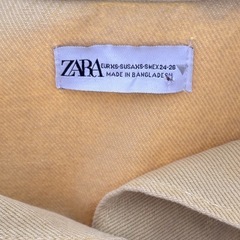 ZARA
EUR XS-S USA XS-S MEX 24-26
MADE IN BANGLADESH